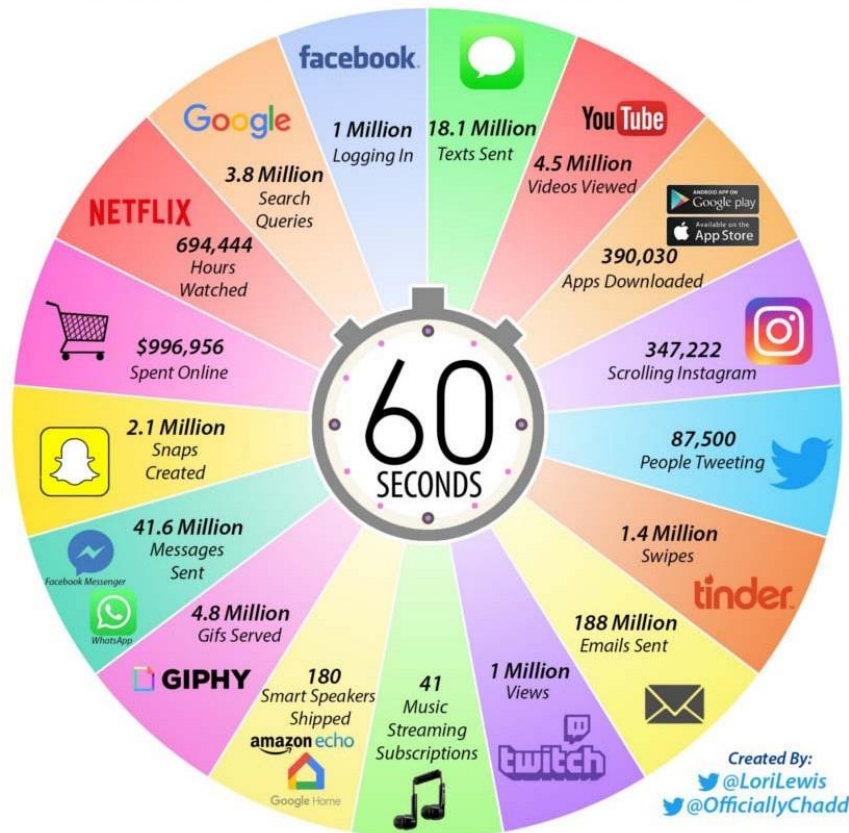 facebook
1 Million
Logging In
18.1 Million
Texts Sent
YouTube
4.5 Million
Videos Viewed
ANDROID APP ON
Google play
Available on the
App Store
390,030
Apps Downloaded
347,222
Scrolling Instagram
87,500
People Tweeting
1.4 Million
Swipes
tinder
188 Million
Emails Sent
1 Million
Views
twitch
41
Music
Streaming
Subscriptions
180
Smart Speakers
Shipped
amazon echo
Google Home
4.8 Million
Gifs Served
GIPHY
41.6 Million
Messages
Sent
Facebook Messenger
WhatsApp
2.1 Million
Snaps
Created
$996,956
Spent Online
NETFLIX
694,444
Hours
Watched
Google
3.8 Million
Search
Queries
60
SECONDS
Created By:
@LoriLewis
@OfficiallyChadd